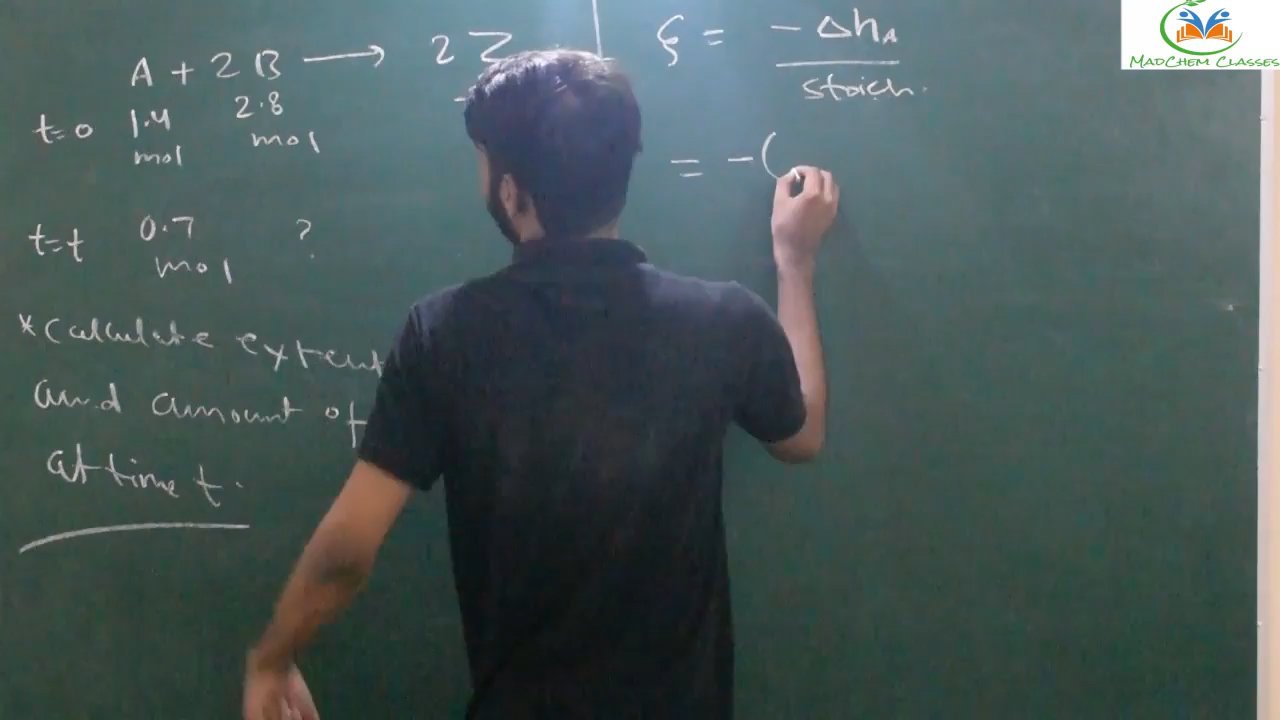 A + 2B → 2Z
t=0 1.4 mol 2.8 mol
t=t 0.7 mol ?
*Calculate extent
and amount of
at time t.
ξ = -Δn_A / stoich.
= -(
MADCHEM CLASSES